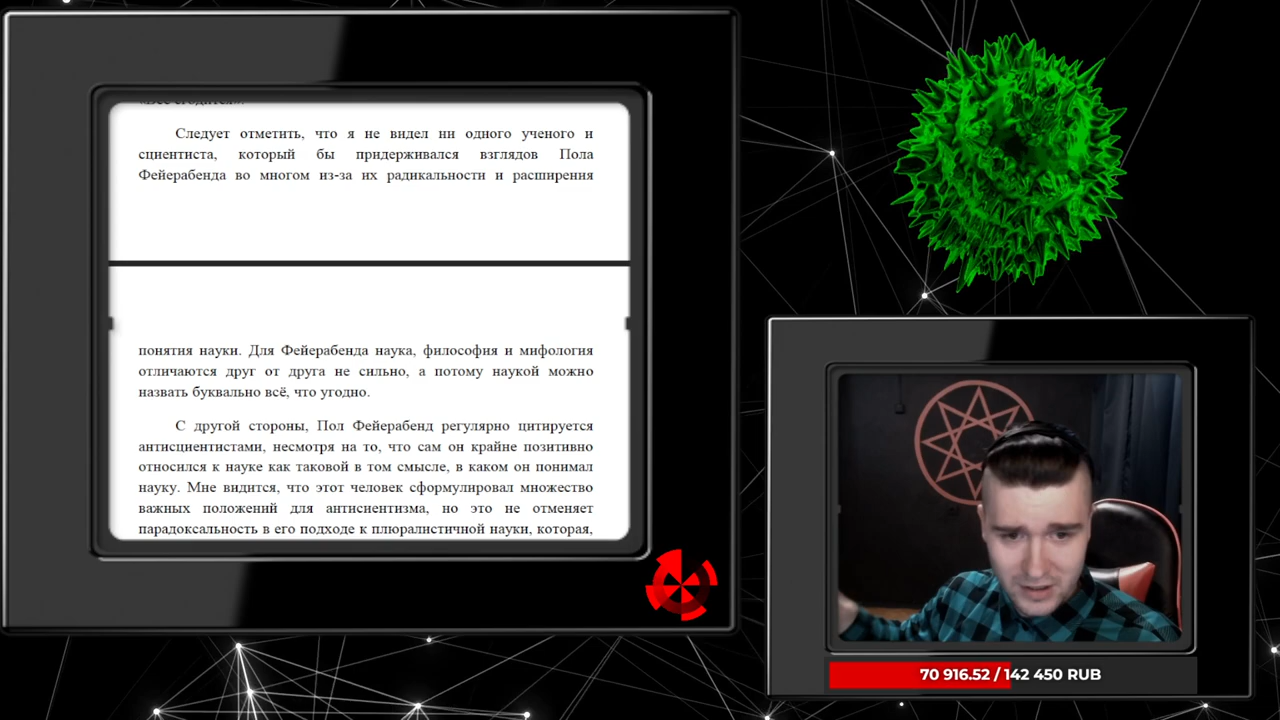 Следует отметить, что я не видел ни одного ученого и
сциентиста, который бы придерживался взглядов Пола
Фейерабенда во многом из-за их радикальности и расширения
понятия науки. Для Фейерабенда наука, философия и мифология
отличаются друг от друга не сильно, а потому наукой можно
назвать буквально всё, что угодно.
С другой стороны, Пол Фейерабенд регулярно цитируется
антисциентистами, несмотря на то, что сам он крайне позитивно
относился к науке как таковой в том смысле, в каком он понимал
науку. Мне видится, что этот человек сформулировал множество
важных положений для антисиентизма, но это не отменяет
парадоксальность в его подходе к плюралистичной науки, которая,
70 916.52 / 142 450 RUB